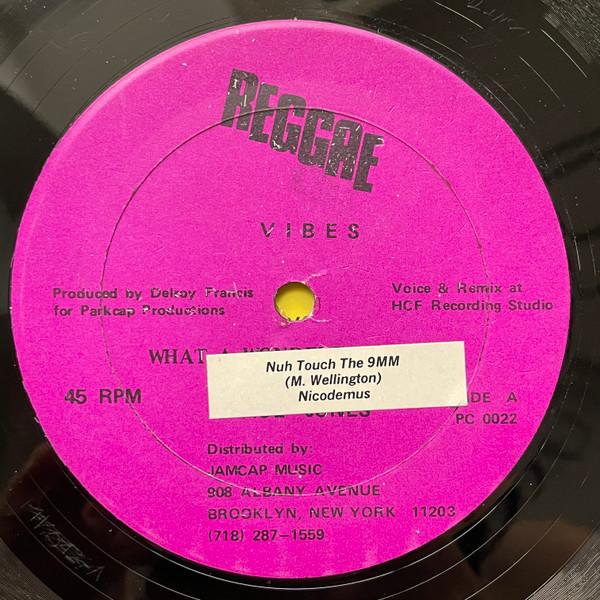 REGGAE
VIBES
Produced by Delroy Francis
for Parkcap Productions
Voice & Remix at
HCF Recording Studio
WHAT A
Nuh Touch The 9MM
(M. Wellington)
Nicodemus
45 RPM
JONES
PC 0022
Distributed by:
JAMCAP MUSIC
908 ALBANY AVENUE
BROOKLYN, NEW YORK 11203
(718) 287-1559